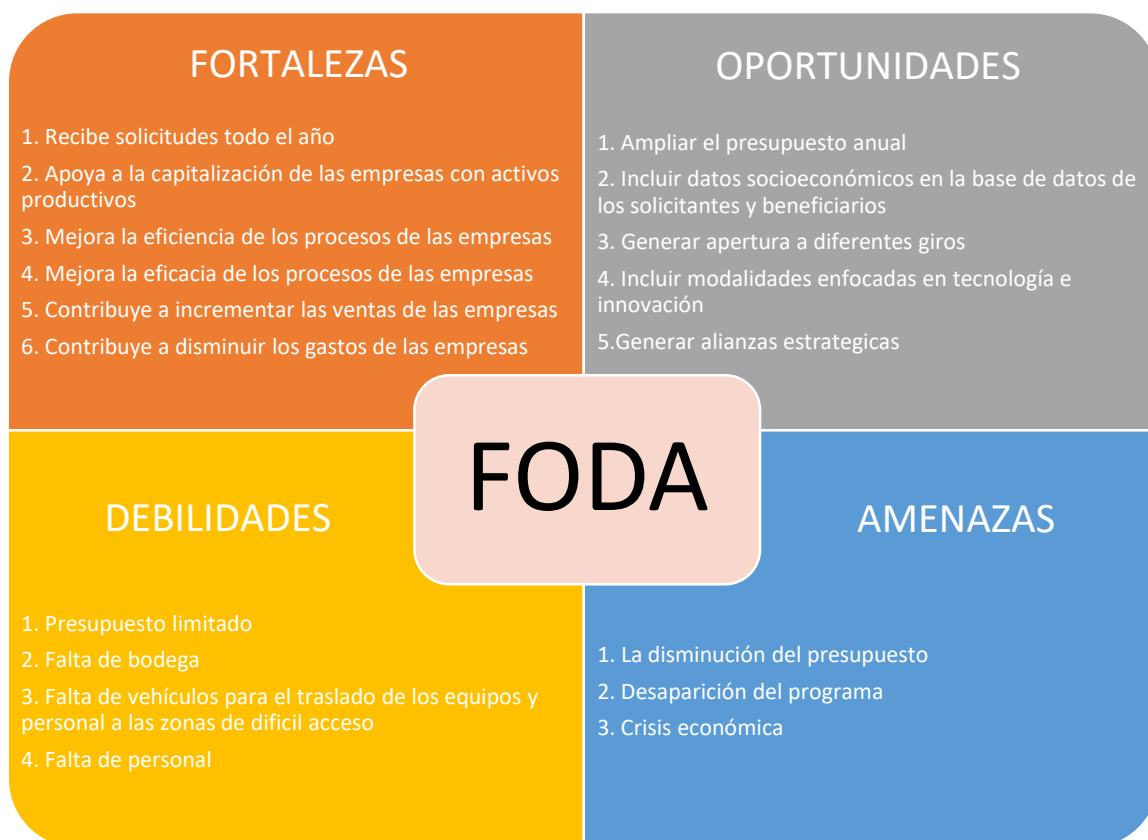 FORTALEZAS
1. Recibe solicitudes todo el año
2. Apoya a la capitalización de las empresas con activos
productivos
3. Mejora la eficiencia de los procesos de las empresas
4. Mejora la eficacia de los procesos de las empresas
5. Contribuye a incrementar las ventas de las empresas
6. Contribuye a disminuir los gastos de las empresas
OPORTUNIDADES
1. Ampliar el presupuesto anual
2. Incluir datos socioeconómicos en la base de datos de
los solicitantes y beneficiarios
3. Generar apertura a diferentes giros
4. Incluir modalidades enfocadas en tecnología e
innovación
5.Generar alianzas estrategicas
FODA
DEBILIDADES
1. Presupuesto limitado
2. Falta de bodega
3. Falta de vehículos para el traslado de los equipos y
personal a las zonas de dificil acceso
4. Falta de personal
AMENAZAS
1. La disminución del presupuesto
2. Desaparición del programa
3. Crisis económica